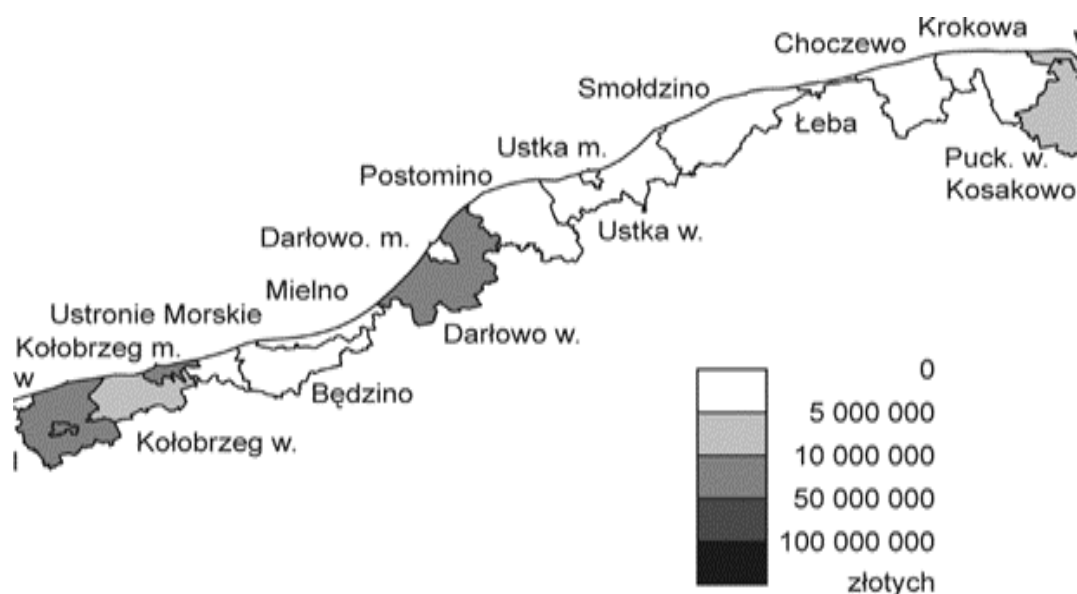 Krokowa
Choczewo
Smołdzino
Łeba
Ustka m.
Puck. w.
Kosakowo
Postomino
Ustka w.
Darłowo. m.
Mielno
Ustronie Morskie
Darłowo w.
Kołobrzeg m.
w
Będzino
Kołobrzeg w.
0
5 000 000
10 000 000
50 000 000
100 000 000
złotych